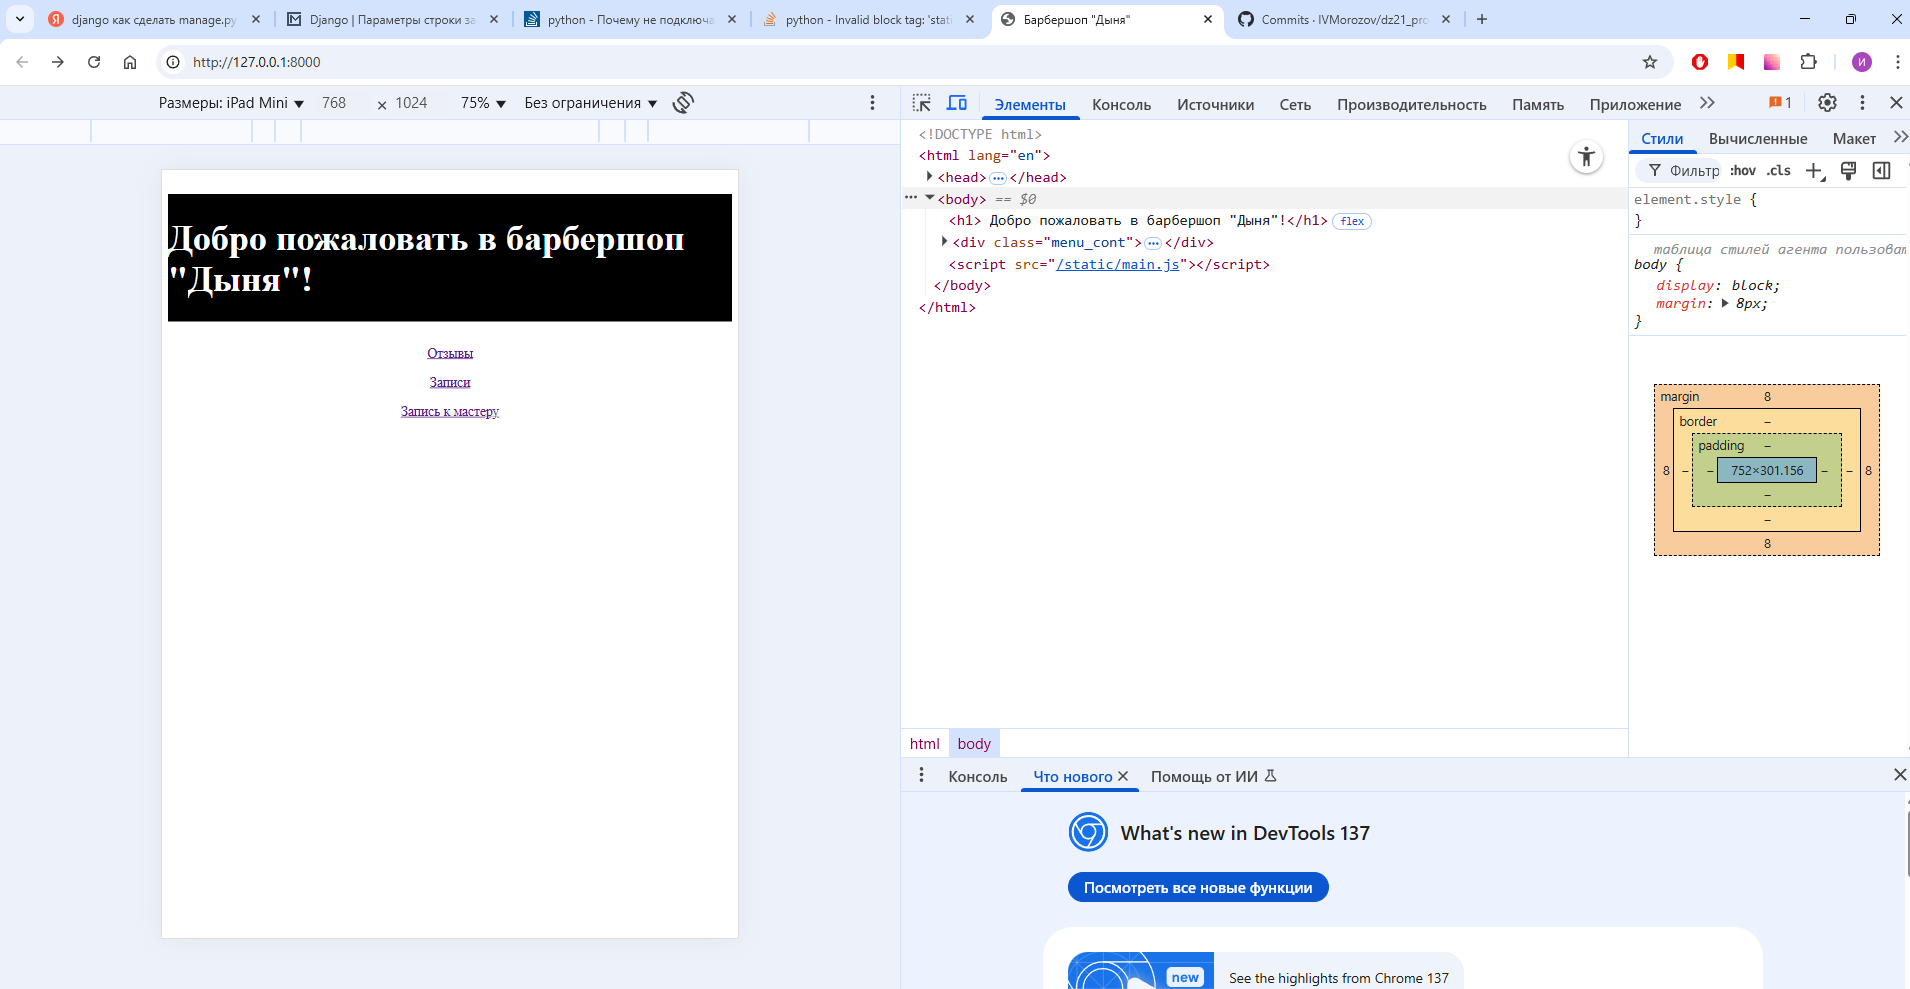 django как сделать manage.py
Django | Параметры строки за
python - Почему не подключа
python - Invalid block tag: 'stati
Барбершоп "Дыня"
Commits · IVMorozov/dz21_pro
http://127.0.0.1:8000
И
Размеры: iPad Mini ▼ 768 × 1024 75% ▼ Без ограничения ▼
Элементы Консоль Источники Сеть Производительность Память Приложение 1
<!DOCTYPE html>
<html lang="en">
<head> ••• </head>
<body> == $0
<h1> Добро пожаловать в барбершоп "Дыня"!</h1> flex
<div class="menu_cont"> ••• </div>
<script src="/static/main.js"></script>
</body>
</html>
Стили Вычисленные Макет
Фильтр :hov .cls
element.style {
}
таблица стилей агента пользоват
body {
display: block;
margin: 8px;
}
margin 8
border –
padding –
8 – – 752×301.156 – – 8
–
–
8
Добро пожаловать в барбершоп
"Дыня"!
Отзывы
Записи
Запись к мастеру
html body
Консоль Что нового Помощь от ИИ
What's new in DevTools 137
Посмотреть все новые функции
new
See the highlights from Chrome 137